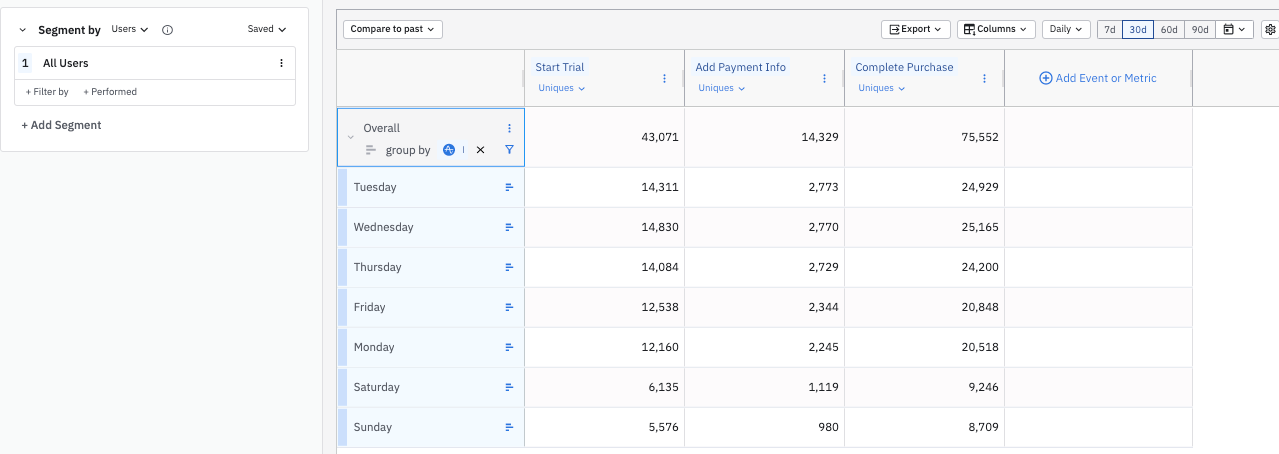 Segment by Users Saved
1 All Users
+ Filter by + Performed
+ Add Segment
Compare to past Export Columns Daily 7d 30d 60d 90d
Start Trial Add Payment Info Complete Purchase Add Event or Metric
Uniques Uniques Uniques
Overall 43,071 14,329 75,552
group by
Tuesday 14,311 2,773 24,929
Wednesday 14,830 2,770 25,165
Thursday 14,084 2,729 24,200
Friday 12,538 2,344 20,848
Monday 12,160 2,245 20,518
Saturday 6,135 1,119 9,246
Sunday 5,576 980 8,709